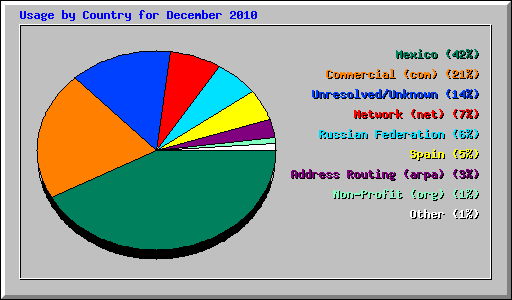 Usage by Country for December 2010
Mexico (42%)
Commercial (com) (21%)
Unresolved/Unknown (14%)
Network (net) (7%)
Russian Federation (6%)
Spain (5%)
Address Routing (arpa) (3%)
Non-Profit (org) (1%)
Other (1%)